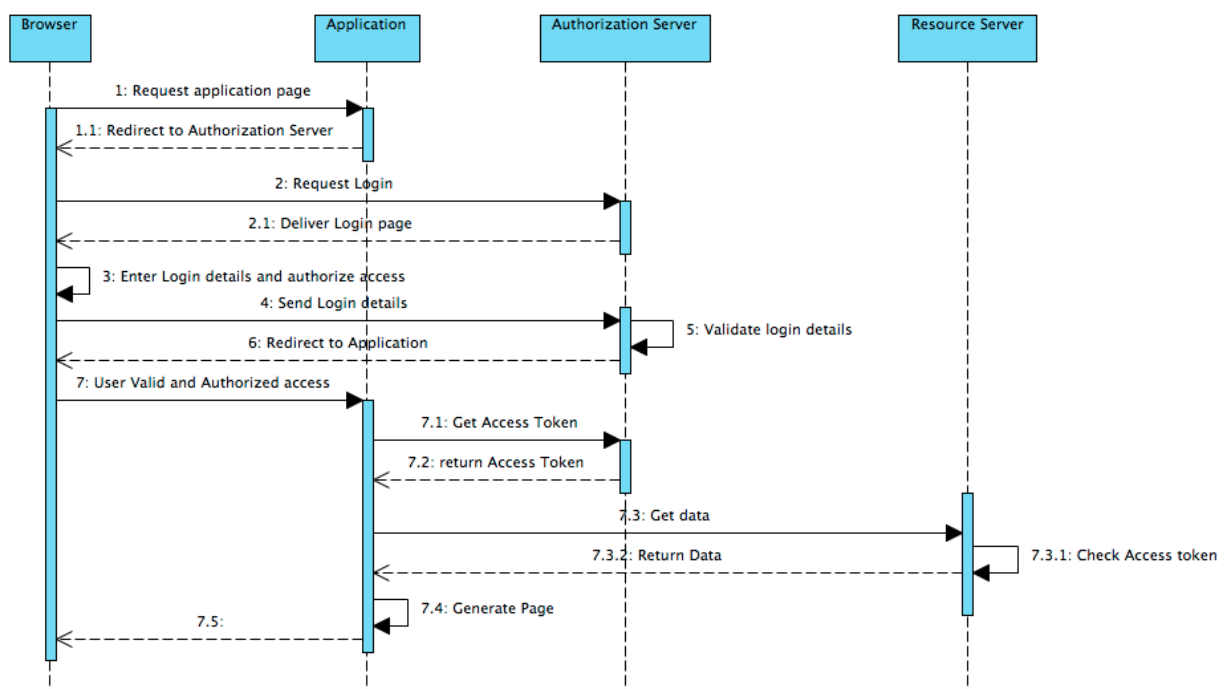 Browser
Application
Authorization Server
Resource Server
1: Request application page
1.1: Redirect to Authorization Server
2: Request Login
2.1: Deliver Login page
3: Enter Login details and authorize access
4: Send Login details
5: Validate login details
6: Redirect to Application
7: User Valid and Authorized access
7.1: Get Access Token
7.2: return Access Token
7.3: Get data
7.3.2: Return Data
7.3.1: Check Access token
7.4: Generate Page
7.5: